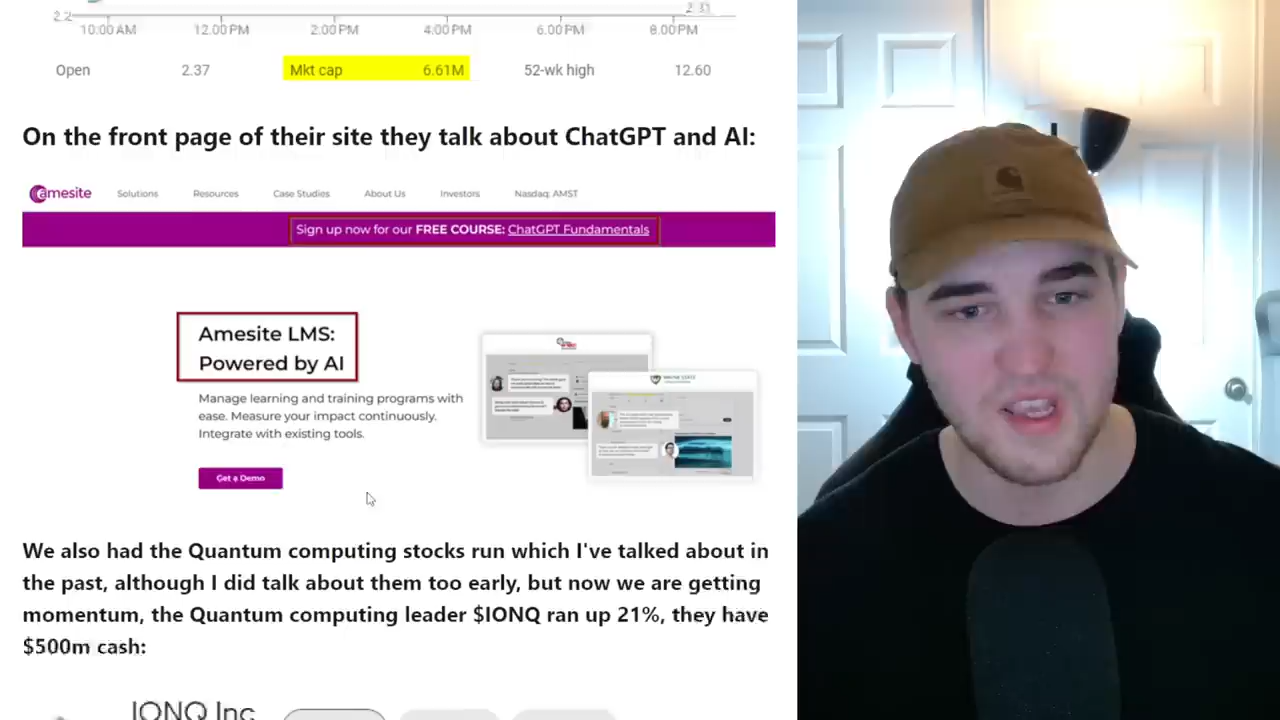 2.2
2.31
10:00 AM 12:00 PM 2:00 PM 4:00 PM 6:00 PM 8:00 PM
Open 2.37 Mkt cap 6.61M 52-wk high 12.60
On the front page of their site they talk about ChatGPT and AI:
amesite Solutions Resources Case Studies About Us Investors Nasdaq: AMST
Sign up now for our FREE COURSE: ChatGPT Fundamentals
Amesite LMS:
Powered by AI
Manage learning and training programs with
ease. Measure your impact continuously.
Integrate with existing tools.
Get a Demo
We also had the Quantum computing stocks run which I've talked about in
the past, although I did talk about them too early, but now we are getting
momentum, the Quantum computing leader $IONQ ran up 21%, they have
$500m cash:
IONQ Inc